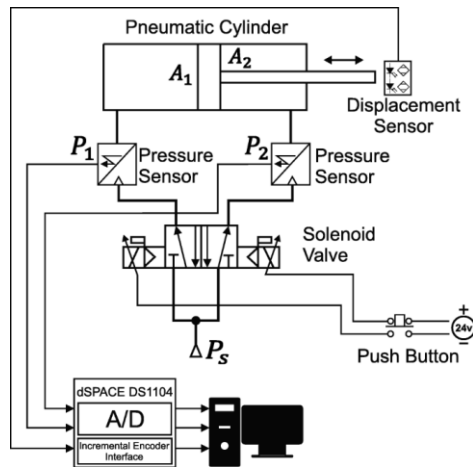 Pneumatic Cylinder
A₁
A₂
Displacement
Sensor
P₁
Pressure
Sensor
P₂
Pressure
Sensor
Solenoid
Valve
+
24v
−
Push Button
Pₛ
dSPACE DS1104
A/D
Incremental Encoder
Interface